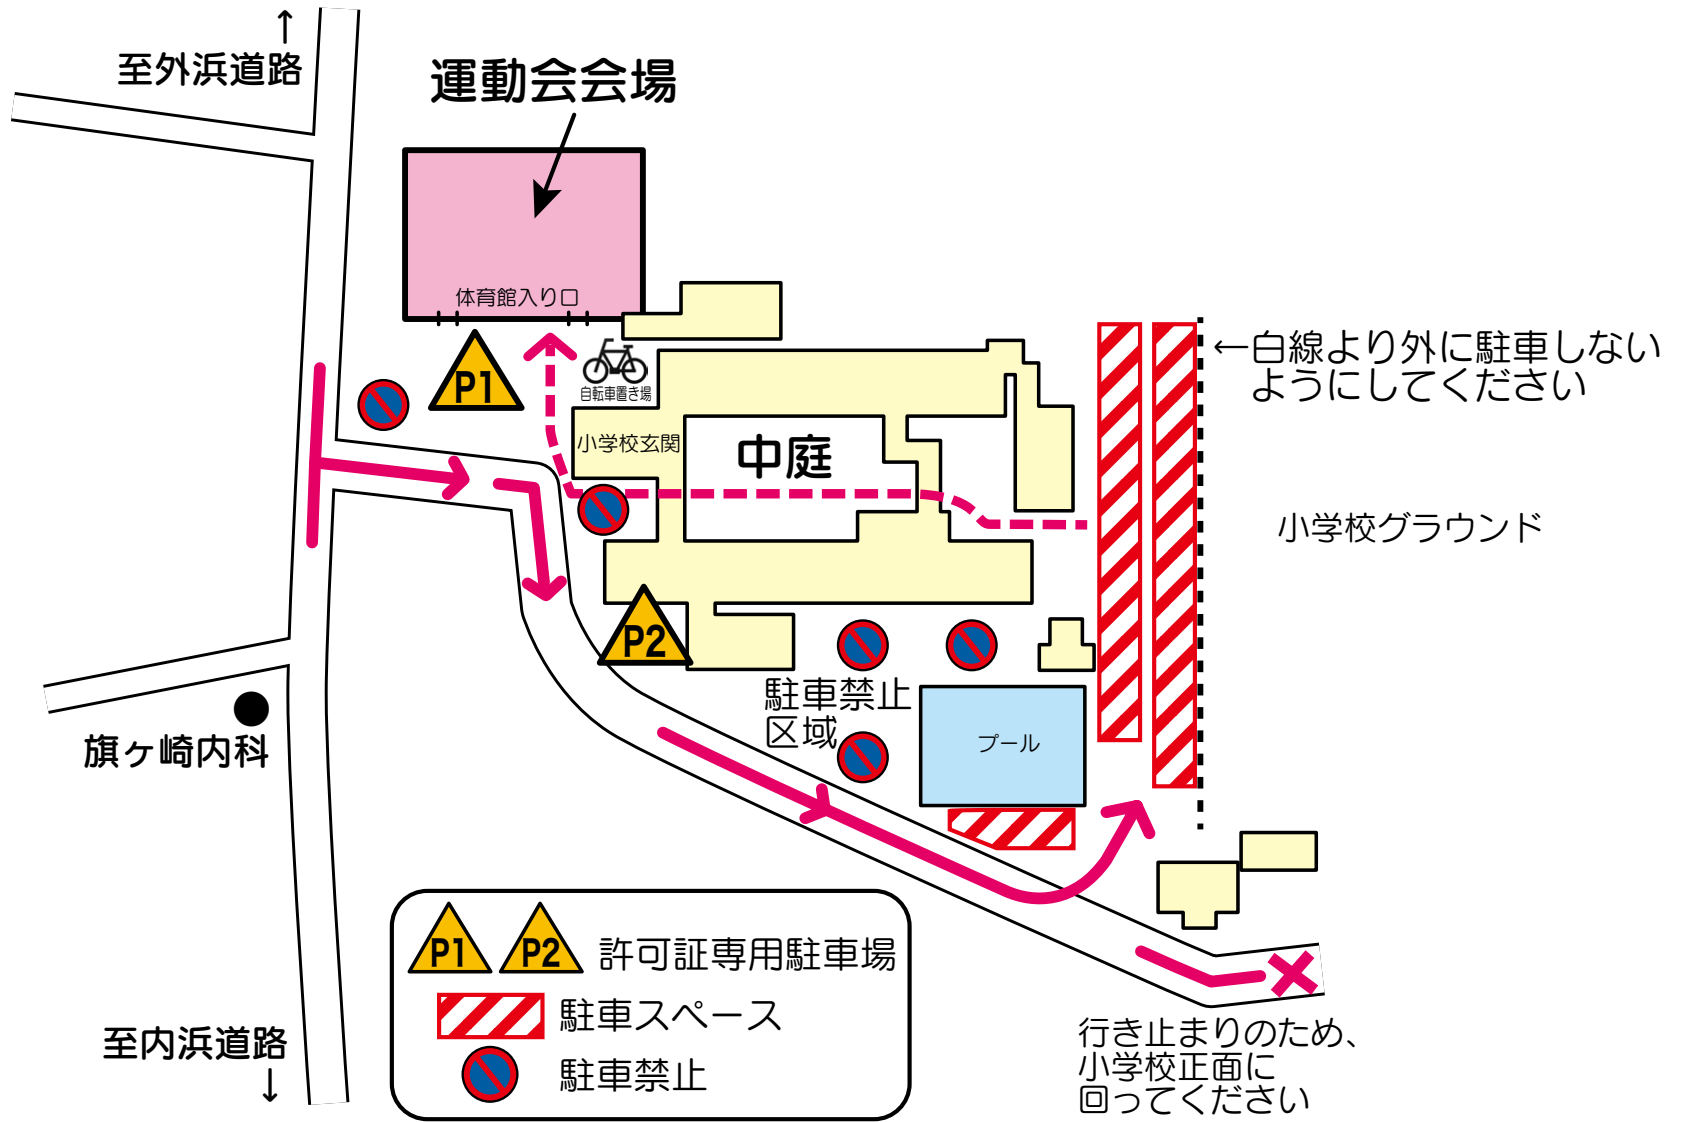 ↑
至外浜道路
運動会会場
体育館入り口
P1
自転車置き場
小学校玄関
中庭
←白線より外に駐車しない
ようにしてください
小学校グラウンド
P2
駐車禁止
区域
プール
旗ヶ崎内科
P1 P2 許可証専用駐車場
駐車スペース
駐車禁止
至内浜道路
↓
行き止まりのため、
小学校正面に
回ってください